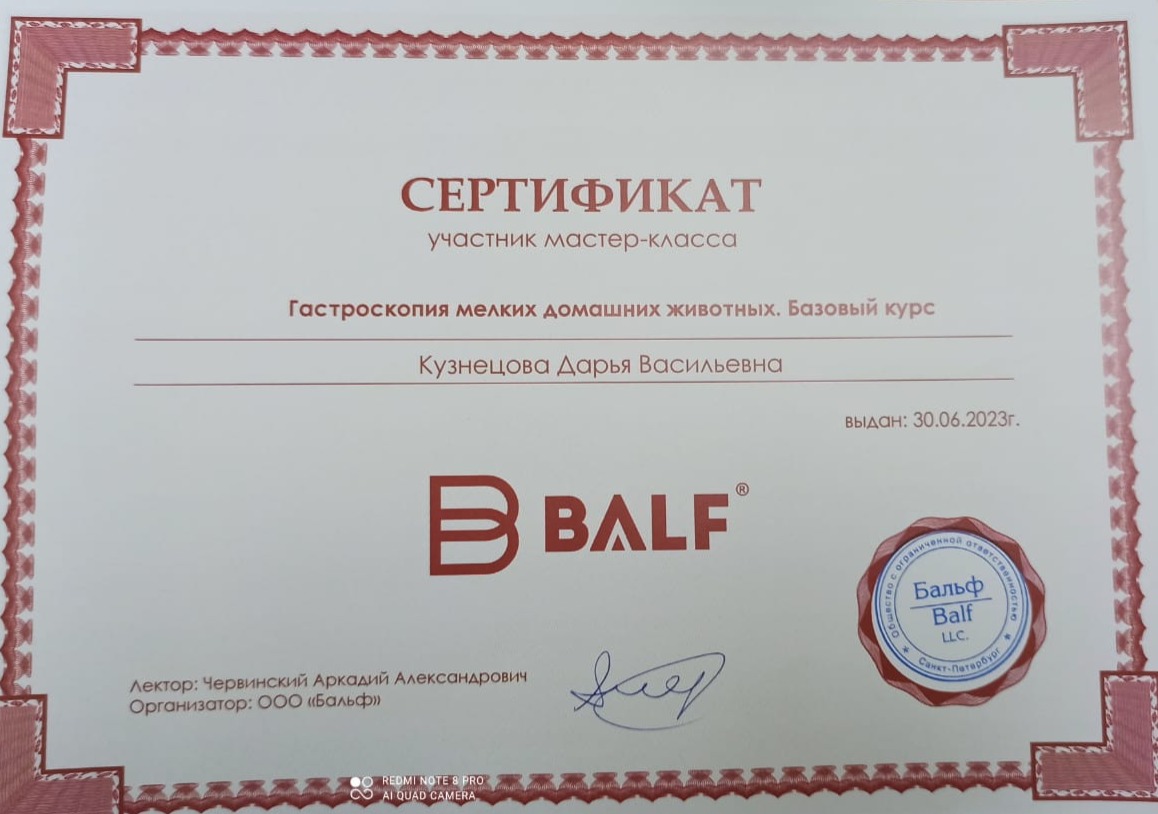 СЕРТИФИКАТ
участник мастер-класса
Гастроскопия мелких домашних животных. Базовый курс
Кузнецова Дарья Васильевна
выдан: 30.06.2023г.
BALF®
Общество с ограниченной ответственностью
Бальф
Balf
LLC.
* Санкт-Петербург *
Лектор: Червинский Аркадий Александрович
Организатор: ООО «Бальф»
REDMI NOTE 8 PRO
AI QUAD CAMERA